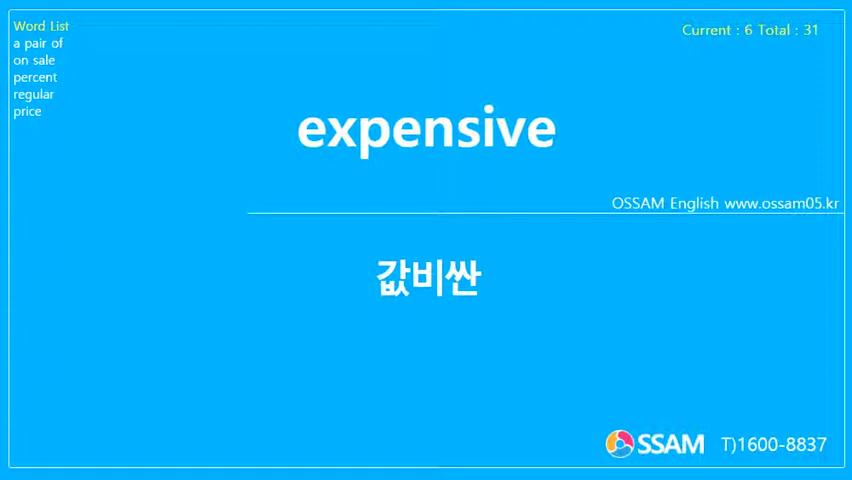 Word List
a pair of
on sale
percent
regular
price
Current : 6 Total : 31
expensive
OSSAM English www.ossam05.kr
값비싼
OSSAM T)1600-8837